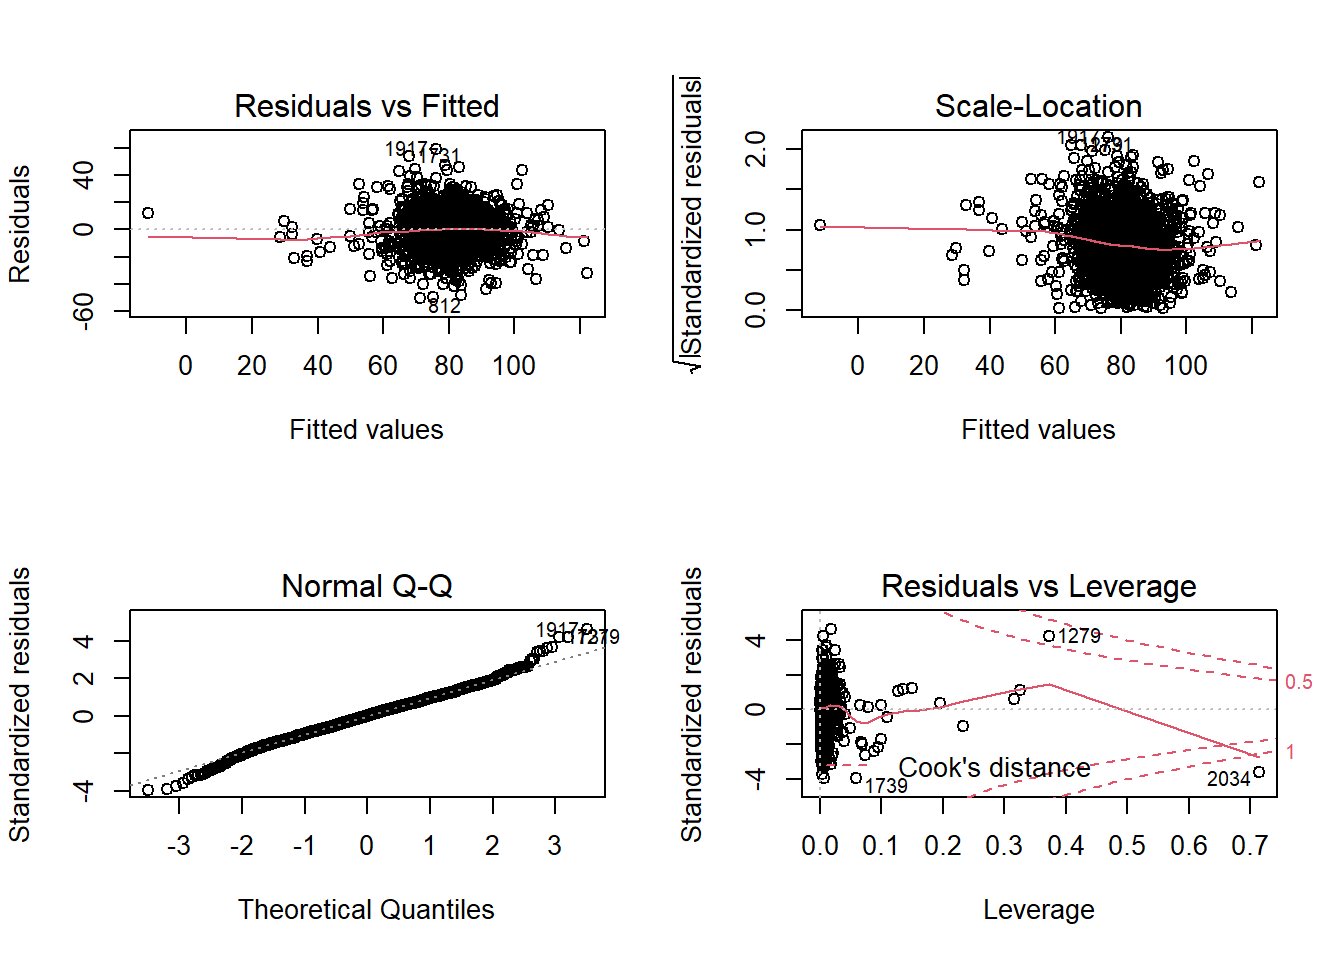 Residuals vs Fitted
Residuals
40
0
-60
1917
1731
812
0 20 40 60 80 100
Fitted values
Scale-Location
√|Standardized residuals|
2.0
1.0
0.0
1917
0 20 40 60 80 100
Fitted values
Normal Q-Q
Standardized residuals
4
2
0
-4
1917
1279
-3 -2 -1 0 1 2 3
Theoretical Quantiles
Residuals vs Leverage
Standardized residuals
4
0
-4
1279
0.5
1
Cook's distance
2034
1739
0.0 0.1 0.2 0.3 0.4 0.5 0.6 0.7
Leverage